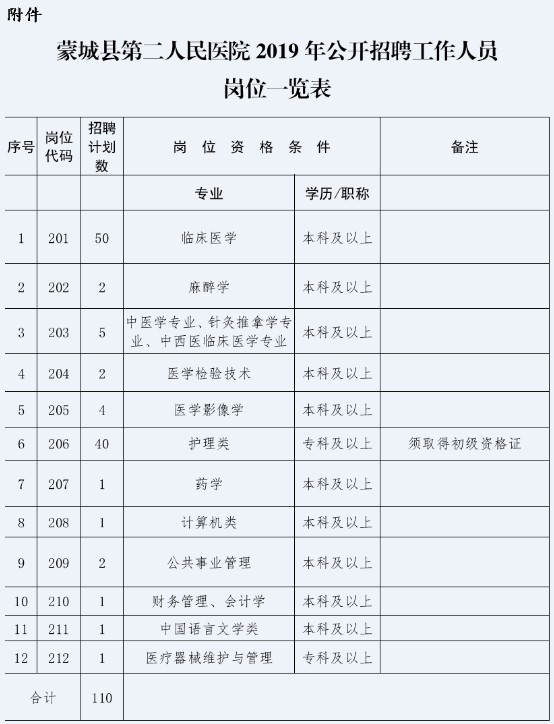 附件
蒙城县第二人民医院 2019 年公开招聘工作人员
岗位一览表
序号 岗位代码 招聘计划数 岗 位 资 格 条 件 备注
专业 学历/职称
1 201 50 临床医学 本科及以上
2 202 2 麻醉学 本科及以上
3 203 5 中医学专业、针灸推拿学专业、中西医临床医学专业 本科及以上
4 204 2 医学检验技术 本科及以上
5 205 4 医学影像学 本科及以上
6 206 40 护理类 专科及以上 须取得初级资格证
7 207 1 药学 本科及以上
8 208 1 计算机类 本科及以上
9 209 2 公共事业管理 本科及以上
10 210 1 财务管理、会计学 本科及以上
11 211 1 中国语言文学类 本科及以上
12 212 1 医疗器械维护与管理 专科及以上
合计 110